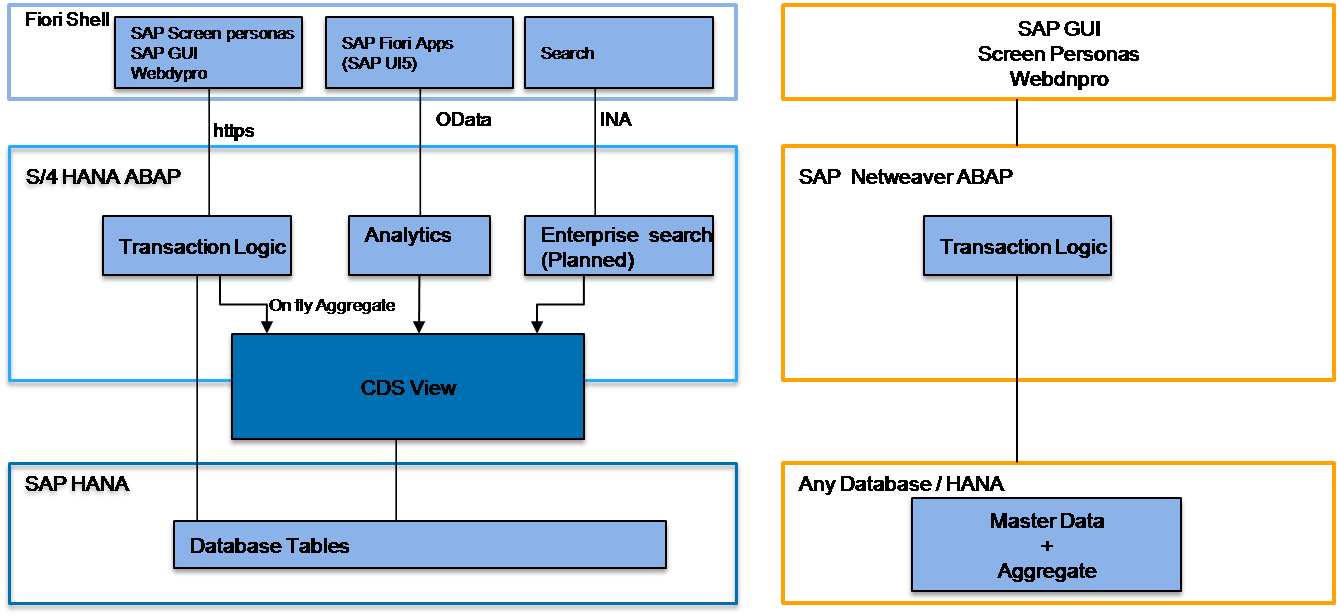 Fiori Shell
SAP Screen personas
SAP GUI
Webdypro
SAP Fiori Apps
(SAP UI5)
Search
https
OData
INA
S/4 HANA ABAP
Transaction Logic
Analytics
Enterprise search
(Planned)
On fly Aggregate
CDS View
SAP HANA
Database Tables
SAP GUI
Screen Personas
Webdnpro
SAP Netweaver ABAP
Transaction Logic
Any Database / HANA
Master Data
+
Aggregate